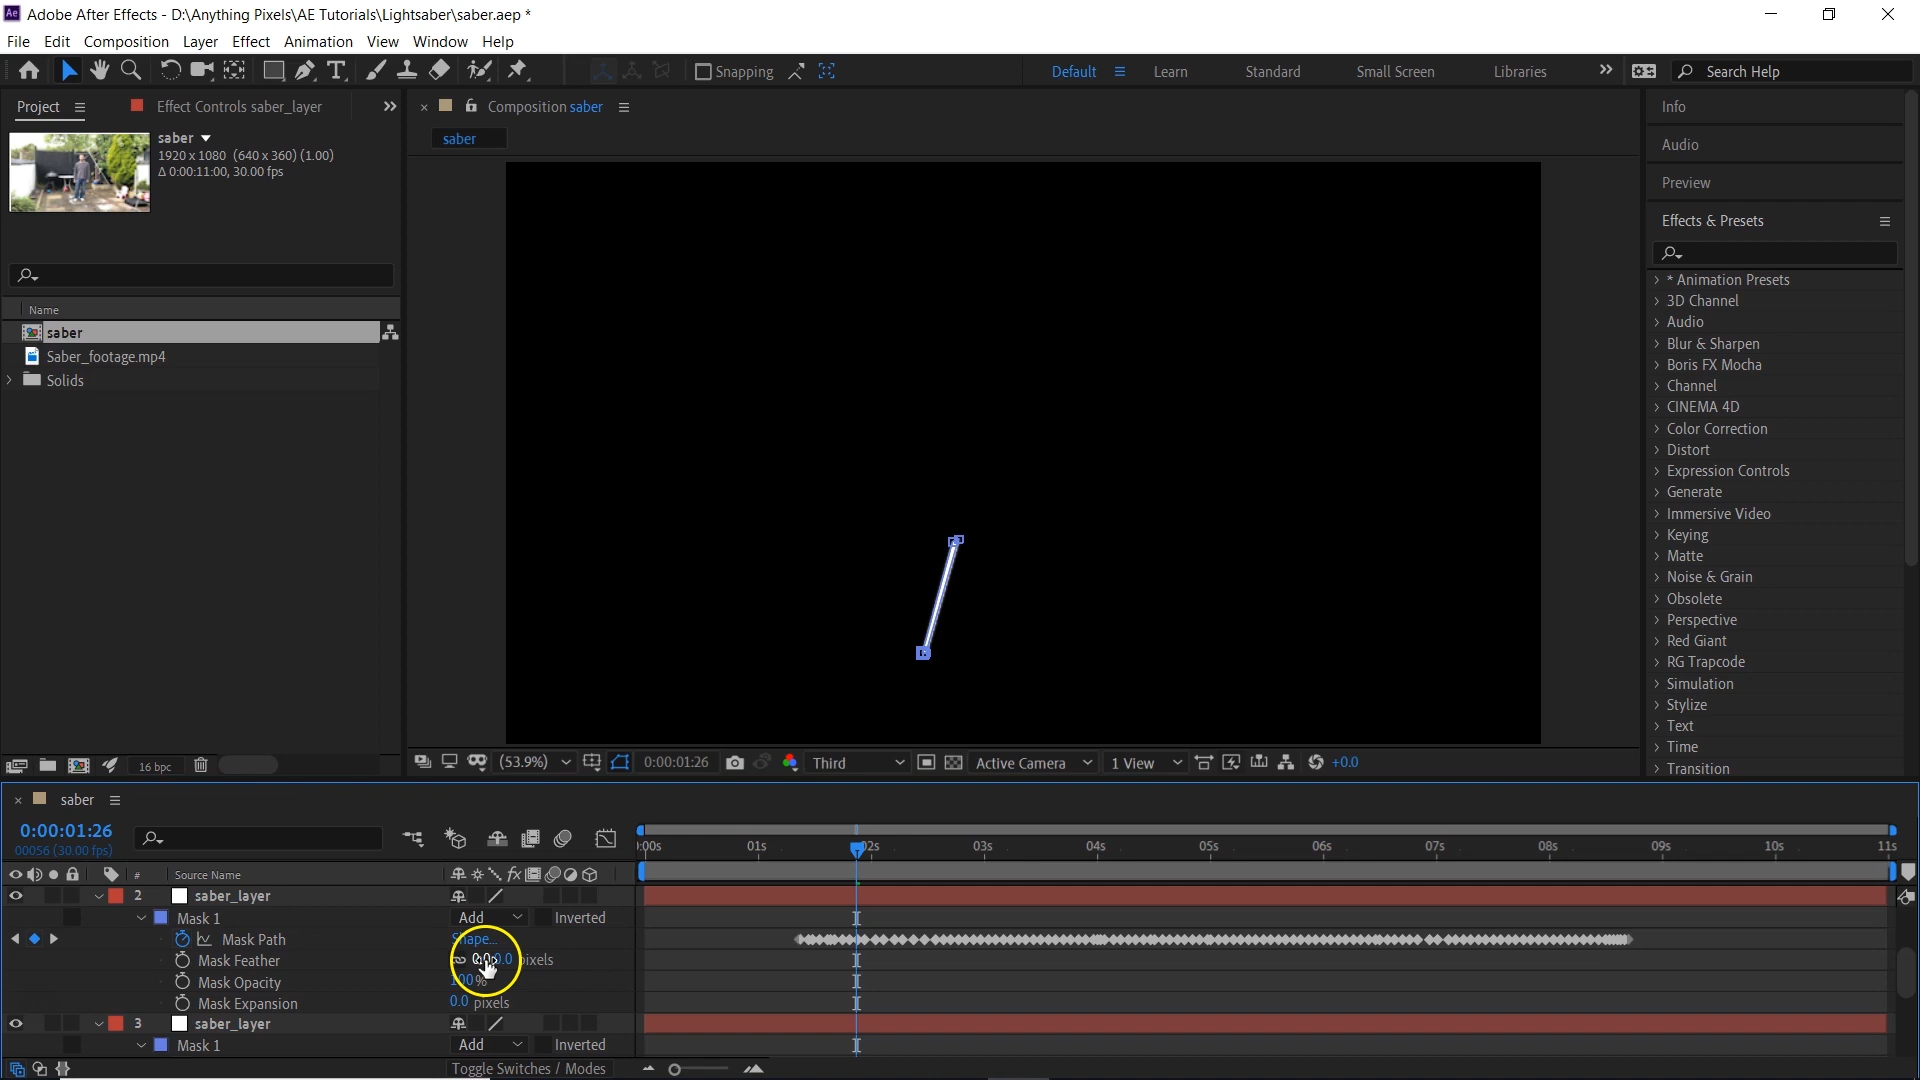 Ae Adobe After Effects - D:\Anything Pixels\AE Tutorials\Lightsaber\saber.aep *
File Edit Composition Layer Effect Animation View Window Help
Snapping Default Learn Standard Small Screen Libraries Search Help
Project Effect Controls saber_layer
saber
1920 x 1080 (640 x 360) (1.00)
Δ 0:00:11:00, 30.00 fps
Name
saber
Saber_footage.mp4
Solids
16 bpc
Composition saber
saber
(53.9%) 0:00:01:26 Third Active Camera 1 View +0.0
Info
Audio
Preview
Effects & Presets
* Animation Presets
3D Channel
Audio
Blur & Sharpen
Boris FX Mocha
Channel
CINEMA 4D
Color Correction
Distort
Expression Controls
Generate
Immersive Video
Keying
Matte
Noise & Grain
Obsolete
Perspective
Red Giant
RG Trapcode
Simulation
Stylize
Text
Time
Transition
saber
0:00:01:26
00056 (30.00 fps)
):00s 01s 02s 03s 04s 05s 06s 07s 08s 09s 10s 11s
# Source Name fx
2 saber_layer
Mask 1 Add Inverted
Mask Path Shape...
Mask Feather 0.0 pixels
Mask Opacity 100%
Mask Expansion 0.0 pixels
3 saber_layer
Mask 1 Add Inverted
Toggle Switches / Modes